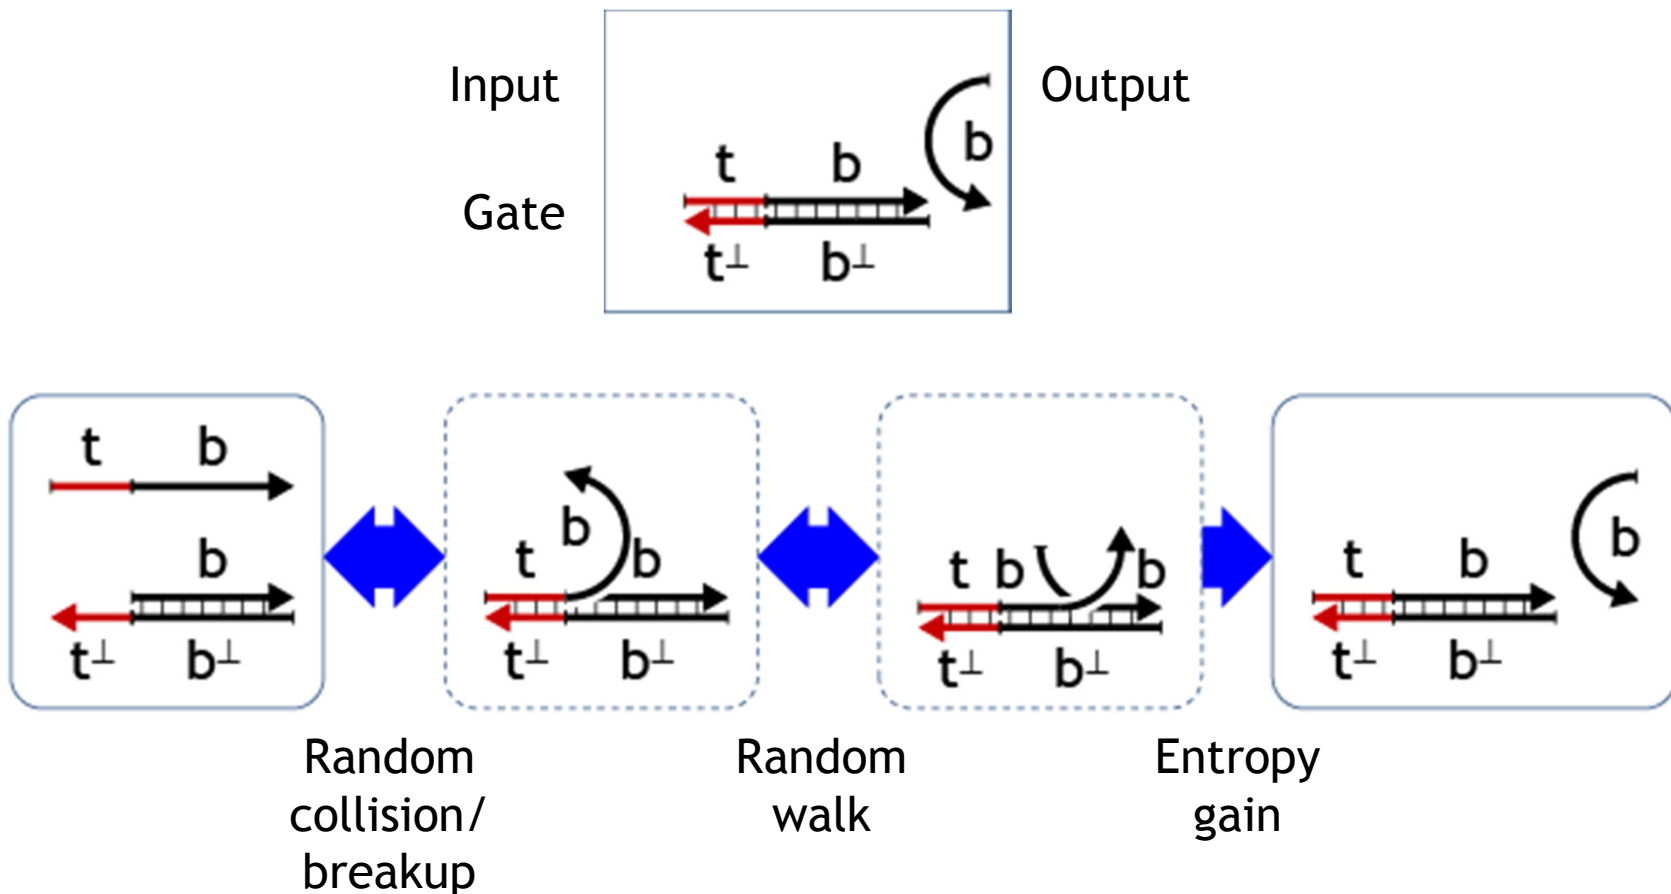 Input
Output
b
t b
Gate
t⊥ b⊥
t b
b
t⊥ b⊥
b
t b
t⊥ b⊥
t b b
t⊥ b⊥
b
t b
t⊥ b⊥
Random
collision/
breakup
Random
walk
Entropy
gain